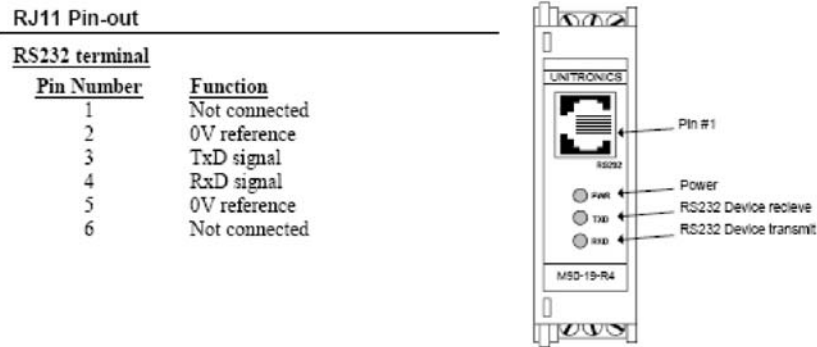 RJ11 Pin-out
RS232 terminal
Pin Number Function
1 Not connected
2 0V reference
3 TxD signal
4 RxD signal
5 0V reference
6 Not connected
UNITRONICS
Pin #1
RS232
Power
PWR
RS232 Device recieve
TXD
RS232 Device transmit
RXD
M90-19-R4